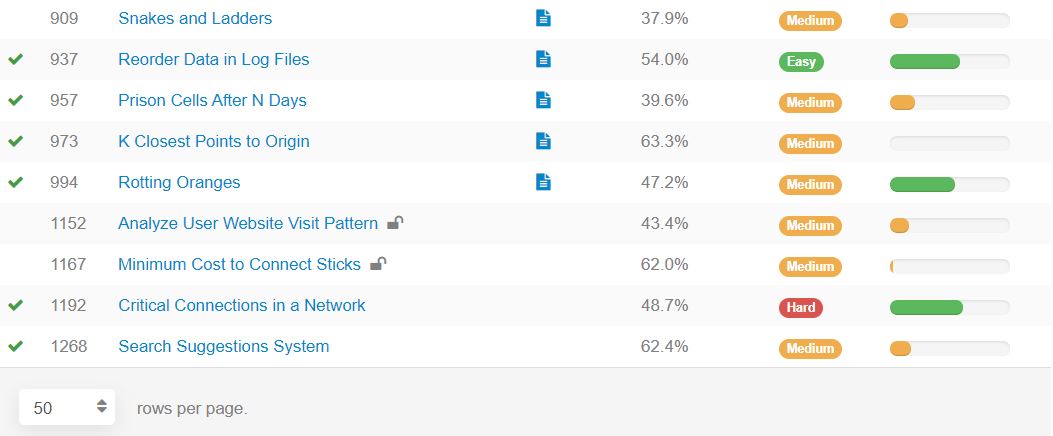 909 Snakes and Ladders 37.9% Medium
937 Reorder Data in Log Files 54.0% Easy
957 Prison Cells After N Days 39.6% Medium
973 K Closest Points to Origin 63.3% Medium
994 Rotting Oranges 47.2% Medium
1152 Analyze User Website Visit Pattern 43.4% Medium
1167 Minimum Cost to Connect Sticks 62.0% Medium
1192 Critical Connections in a Network 48.7% Hard
1268 Search Suggestions System 62.4% Medium
50 rows per page.